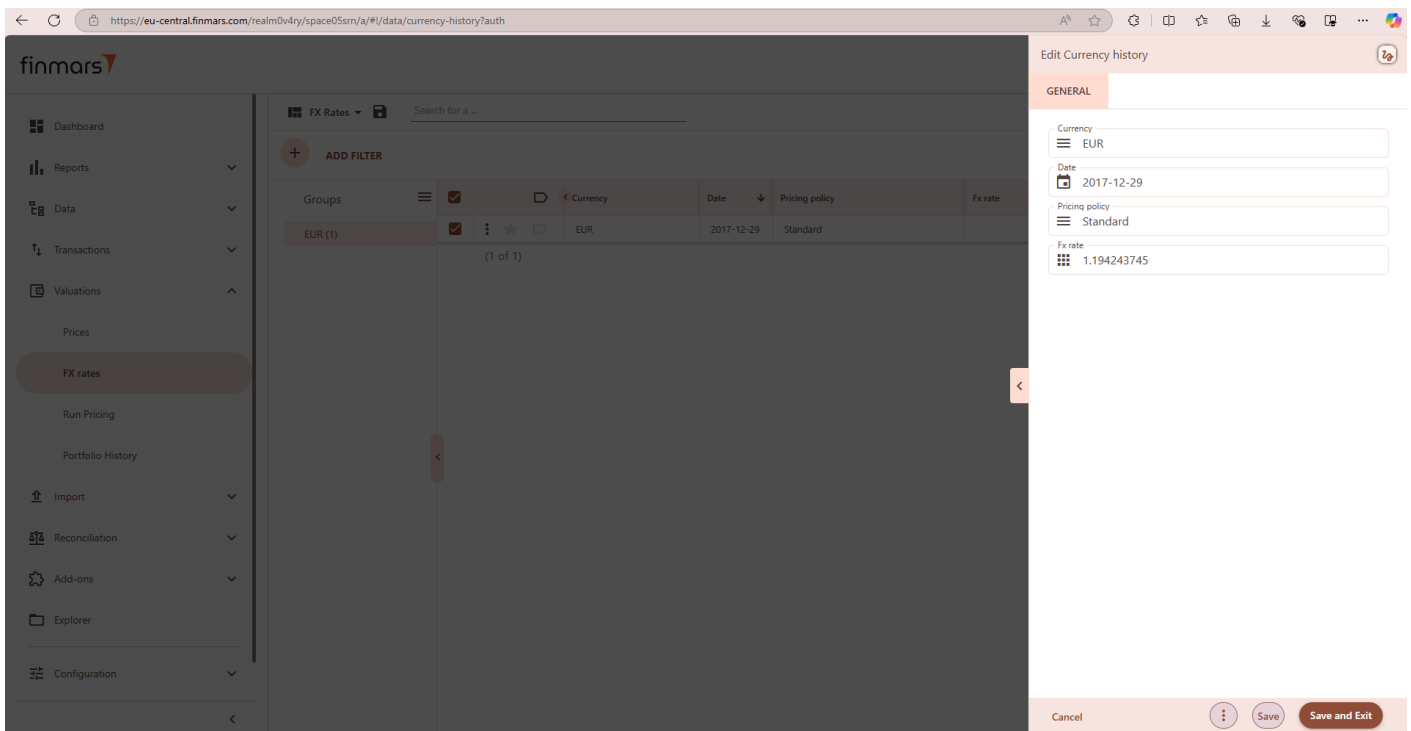 https://eu-central.finmars.com/realm0v4ry/space05srn/a/#!/data/currency-history?auth
finmars
Dashboard
Reports
Data
Transactions
Valuations
Prices
FX rates
Run Pricing
Portfolio History
Import
Reconciliation
Add-ons
Explorer
Configuration
FX Rates
Search for a ...
ADD FILTER
Groups
EUR (1)
Currency Date Pricing policy Fx rate
EUR 2017-12-29 Standard
(1 of 1)
Edit Currency history
GENERAL
Currency
EUR
Date
2017-12-29
Pricing policy
Standard
Fx rate
1.194243745
Cancel Save Save and Exit